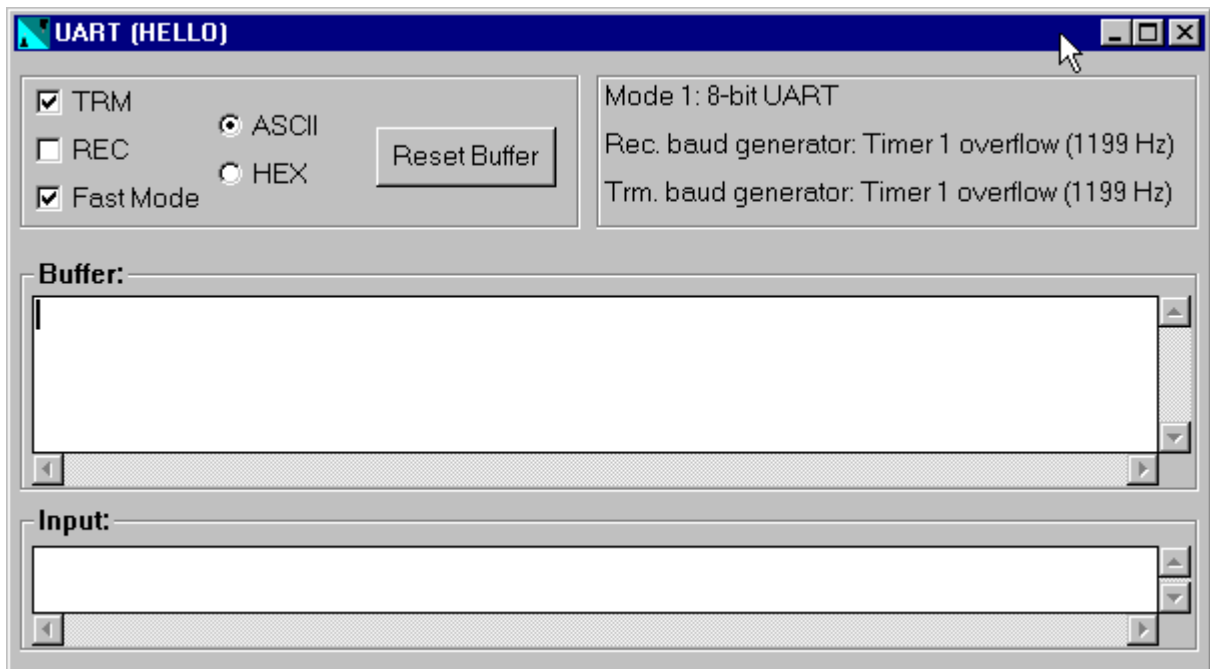 UART (HELLO)
TRM
REC
Fast Mode
ASCII
HEX
Reset Buffer
Mode 1: 8-bit UART
Rec. baud generator: Timer 1 overflow (1199 Hz)
Trm. baud generator: Timer 1 overflow (1199 Hz)
Buffer:
Input: